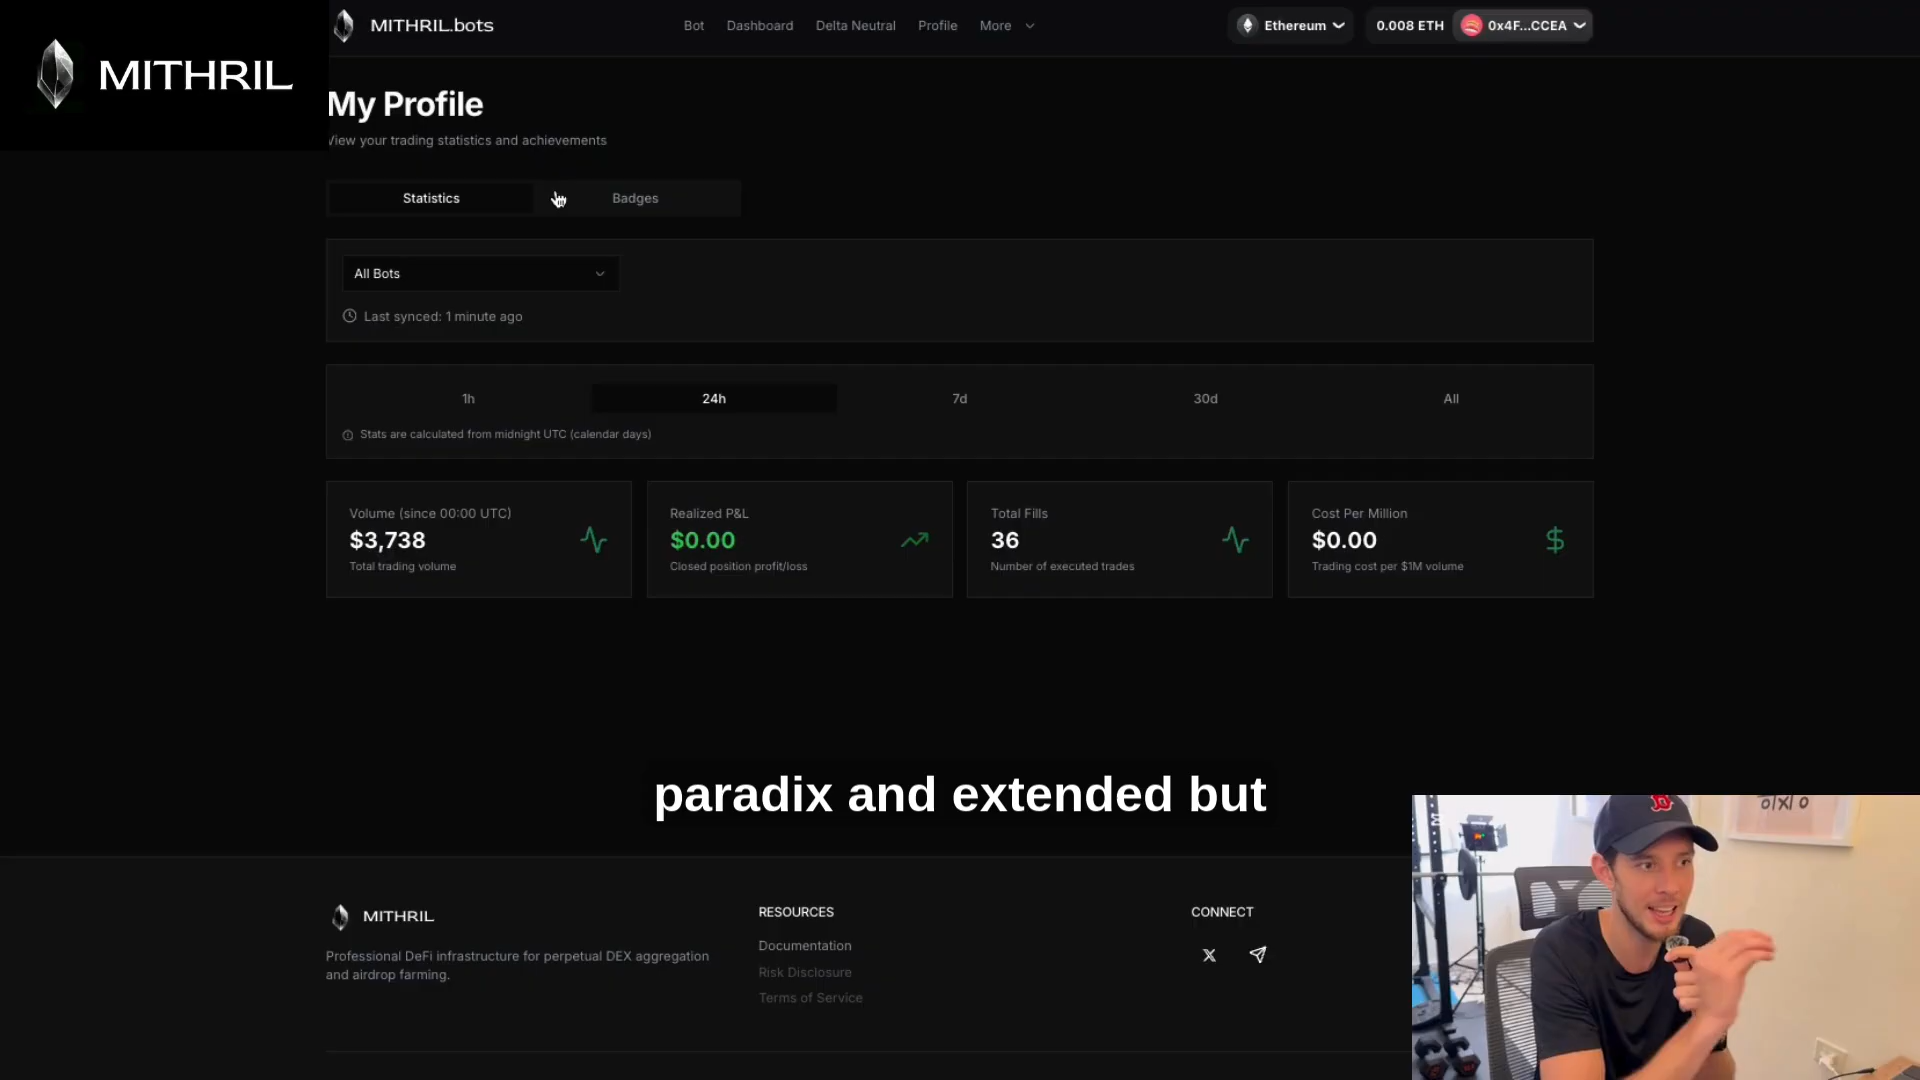 MITHRIL
MITHRIL.bots
Bot
Dashboard
Delta Neutral
Profile
More
Ethereum
0.008 ETH
0x4F...CCEA
My Profile
View your trading statistics and achievements
Statistics
Badges
All Bots
Last synced: 1 minute ago
1h
24h
7d
30d
All
Stats are calculated from midnight UTC (calendar days)
Volume (since 00:00 UTC)
$3,738
Total trading volume
Realized P&L
$0.00
Closed position profit/loss
Total Fills
36
Number of executed trades
Cost Per Million
$0.00
Trading cost per $1M volume
paradix and extended but
MITHRIL
Professional DeFi infrastructure for perpetual DEX aggregation
and airdrop farming.
RESOURCES
Documentation
Risk Disclosure
Terms of Service
CONNECT